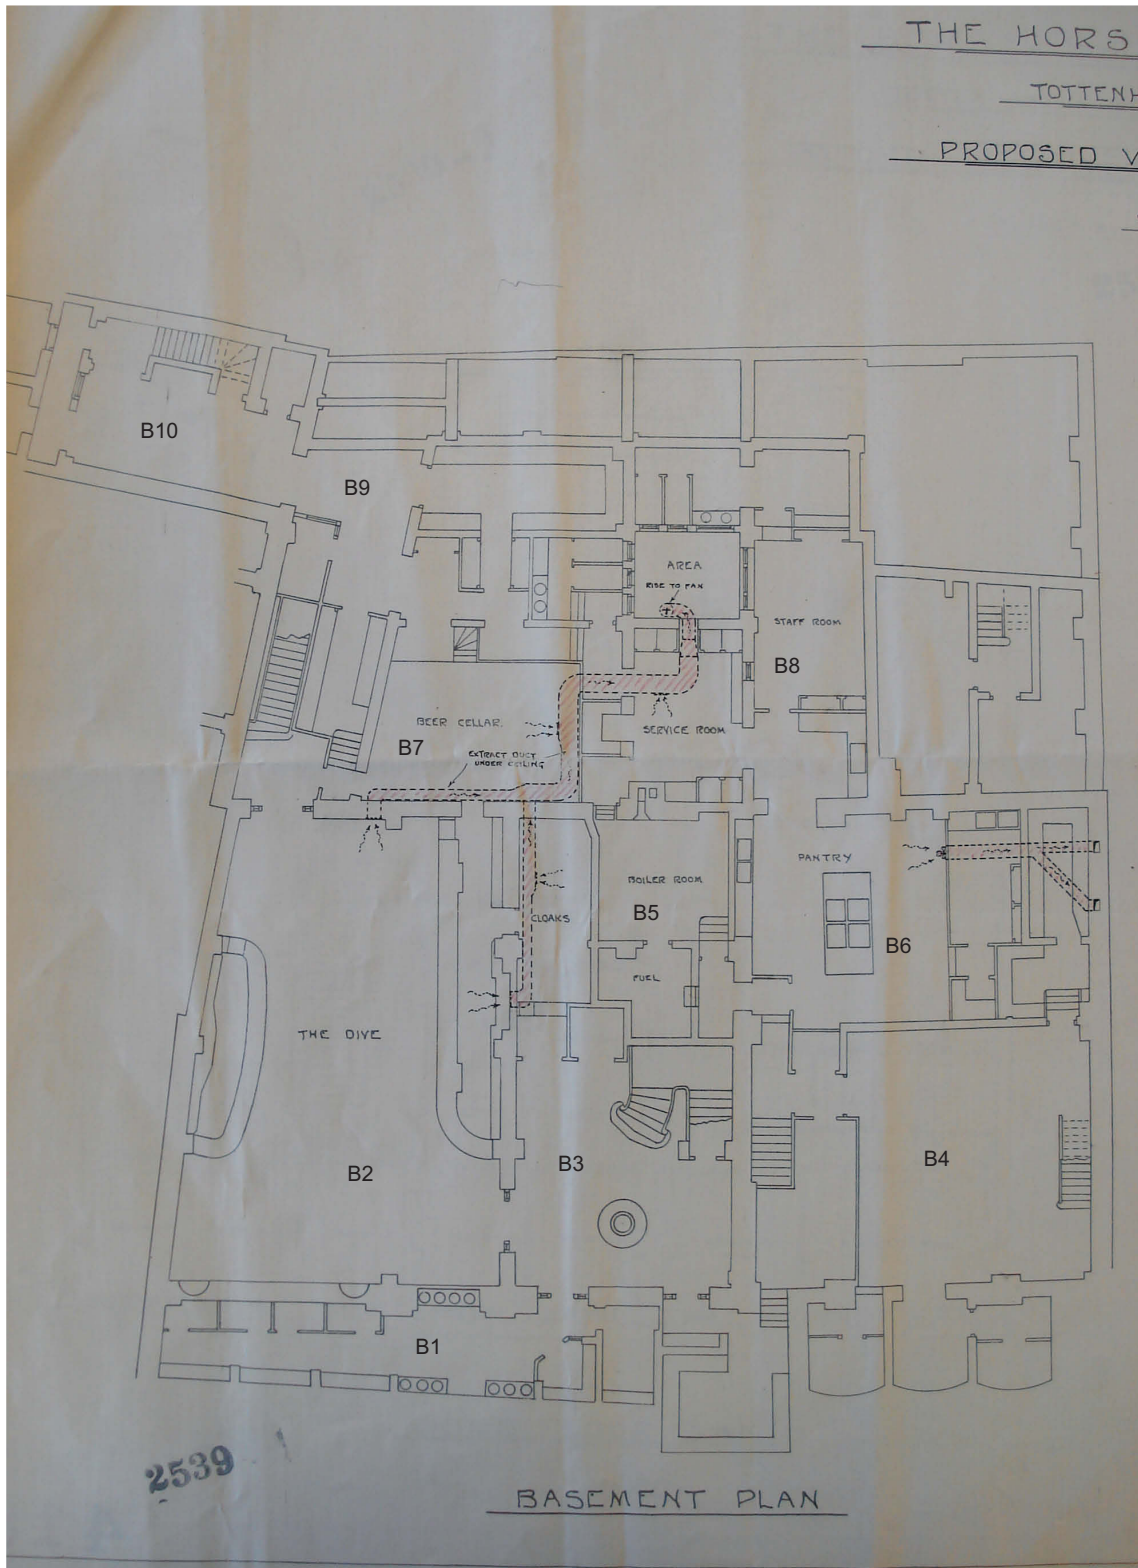 THE HORS
TOTTENH
PROPOSED V
B10
B9
AREA
RISE TO FAN
STAFF ROOM
B8
BEER CELLAR
SERVICE ROOM
B7
EXTRACT DUCT
UNDER CEILING
PANTRY
BOILER ROOM
B5
CLOAKS
B6
FUEL
THE DIVE
B4
B3
B2
B1
2539
BASEMENT PLAN